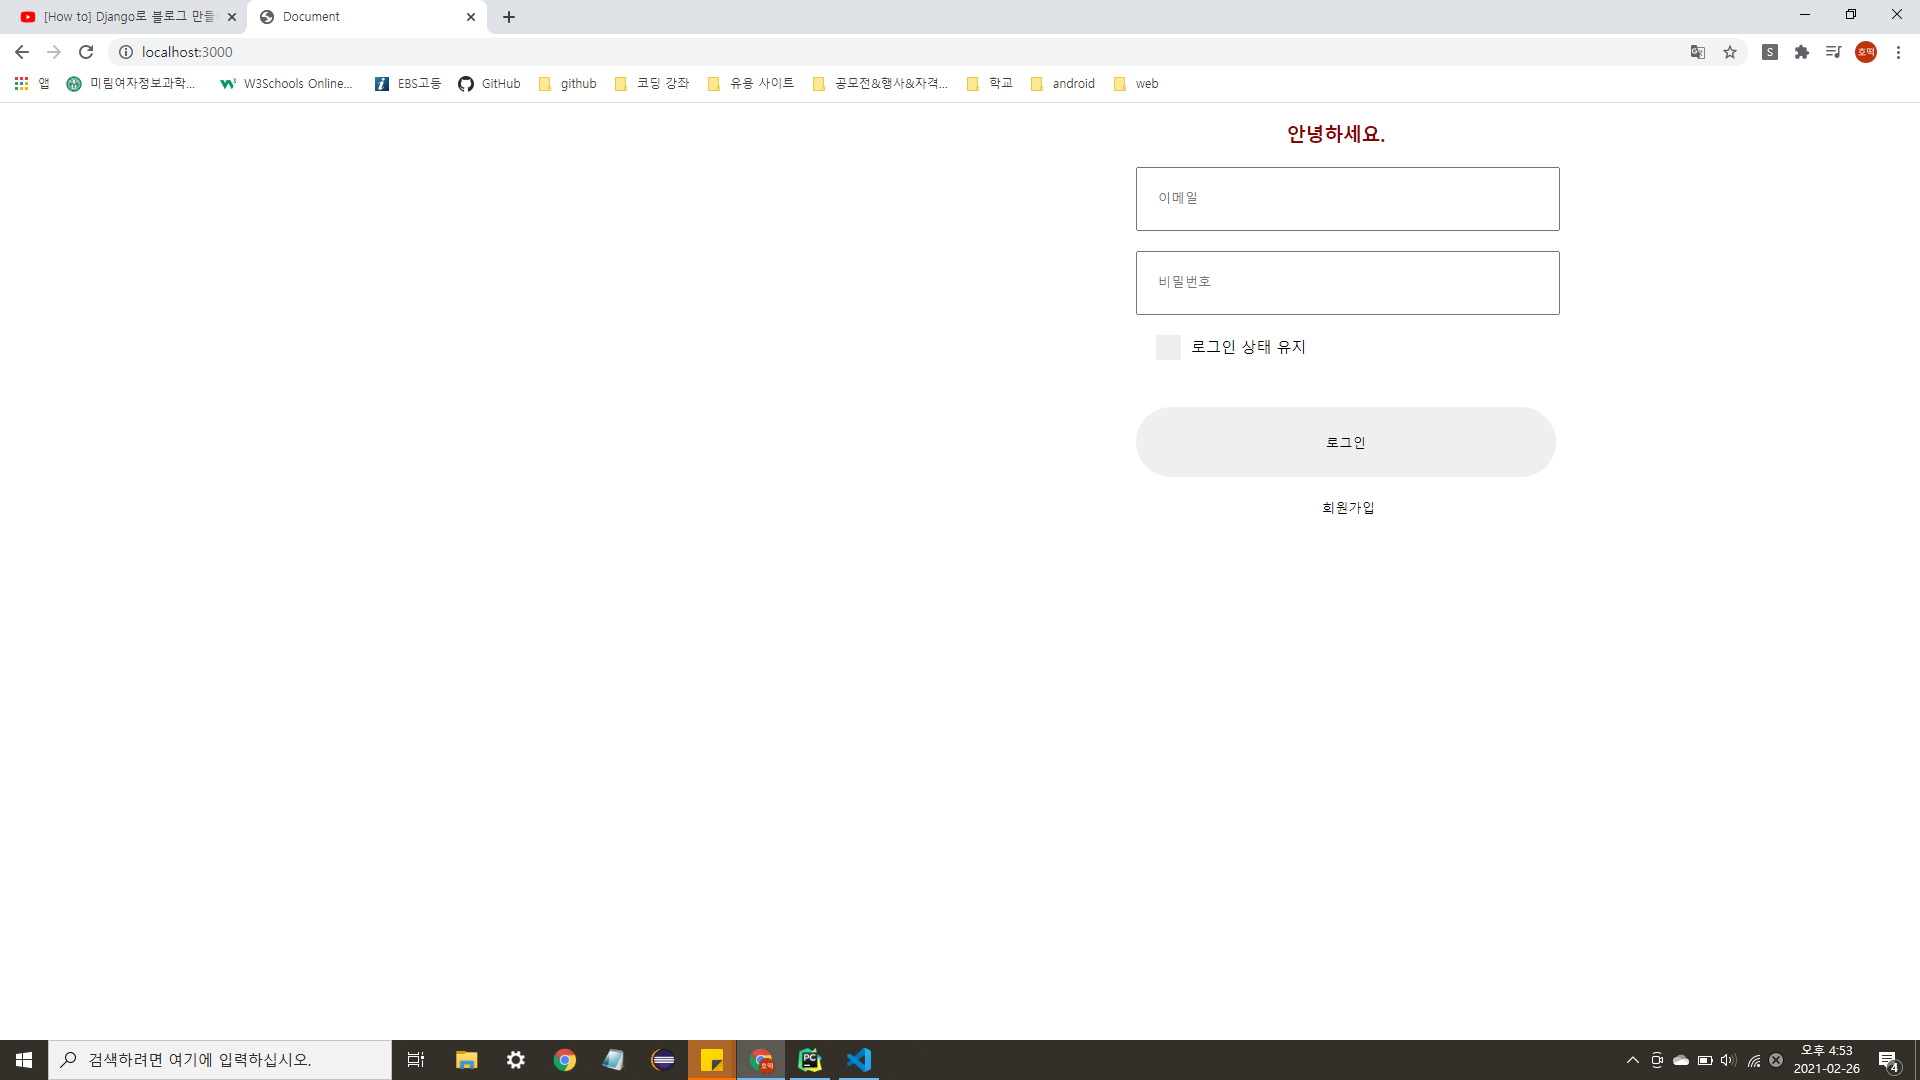 [How to] Django로 블로그 만들
Document
localhost:3000
앱
미림여자정보과학...
W3Schools Online...
EBS고등
GitHub
github
코딩 강좌
유용 사이트
공모전&행사&자격...
학교
android
web
안녕하세요.
이메일
비밀번호
로그인 상태 유지
로그인
회원가입
검색하려면 여기에 입력하십시오.
오후 4:53
2021-02-26
4